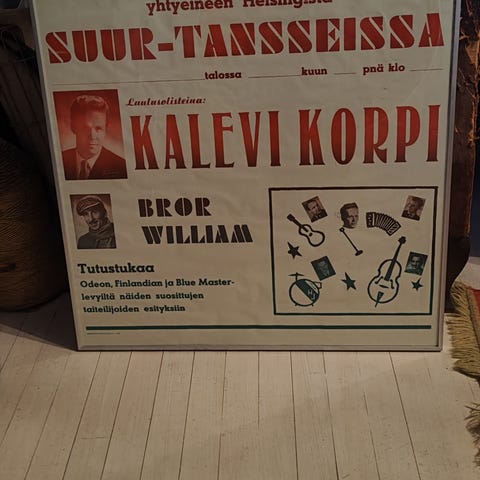 yhtyeineen Helsingistä
SUUR-TANSSEISSA
talossa kuun pnä klo
Laulusolisteina:
KALEVI KORPI
BROR
WILLIAM
Tutustukaa
Odeon, Finlandian ja Blue Master-
levyiltä näiden suosittujen
taiteilijoiden esityksiin